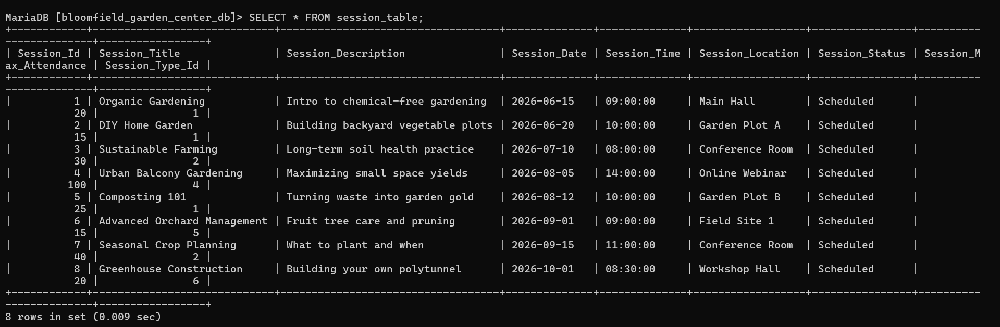 MariaDB [bloomfield_garden_center_db]> SELECT * FROM session_table;
+------------+-----------------------------+-----------------------------------+--------------+--------------+------------------+----------------+----------
--------------+-----------------+
| Session_Id | Session_Title               | Session_Description               | Session_Date | Session_Time | Session_Location | Session_Status | Session_M
ax_Attendance | Session_Type_Id |
+------------+-----------------------------+-----------------------------------+--------------+--------------+------------------+----------------+----------
--------------+-----------------+
|          1 | Organic Gardening           | Intro to chemical-free gardening  | 2026-06-15   | 09:00:00     | Main Hall        | Scheduled      |
           20 |               1 |
|          2 | DIY Home Garden             | Building backyard vegetable plots | 2026-06-20   | 10:00:00     | Garden Plot A    | Scheduled      |
           15 |               1 |
|          3 | Sustainable Farming         | Long-term soil health practice    | 2026-07-10   | 08:00:00     | Conference Room  | Scheduled      |
           30 |               2 |
|          4 | Urban Balcony Gardening     | Maximizing small space yields     | 2026-08-05   | 14:00:00     | Online Webinar   | Scheduled      |
          100 |               4 |
|          5 | Composting 101              | Turning waste into garden gold    | 2026-08-12   | 10:00:00     | Garden Plot B    | Scheduled      |
           25 |               1 |
|          6 | Advanced Orchard Management | Fruit tree care and pruning       | 2026-09-01   | 09:00:00     | Field Site 1     | Scheduled      |
           15 |               5 |
|          7 | Seasonal Crop Planning      | What to plant and when            | 2026-09-15   | 11:00:00     | Conference Room  | Scheduled      |
           40 |               2 |
|          8 | Greenhouse Construction     | Building your own polytunnel      | 2026-10-01   | 08:30:00     | Workshop Hall    | Scheduled      |
           20 |               6 |
+------------+-----------------------------+-----------------------------------+--------------+--------------+------------------+----------------+----------
--------------+-----------------+
8 rows in set (0.009 sec)